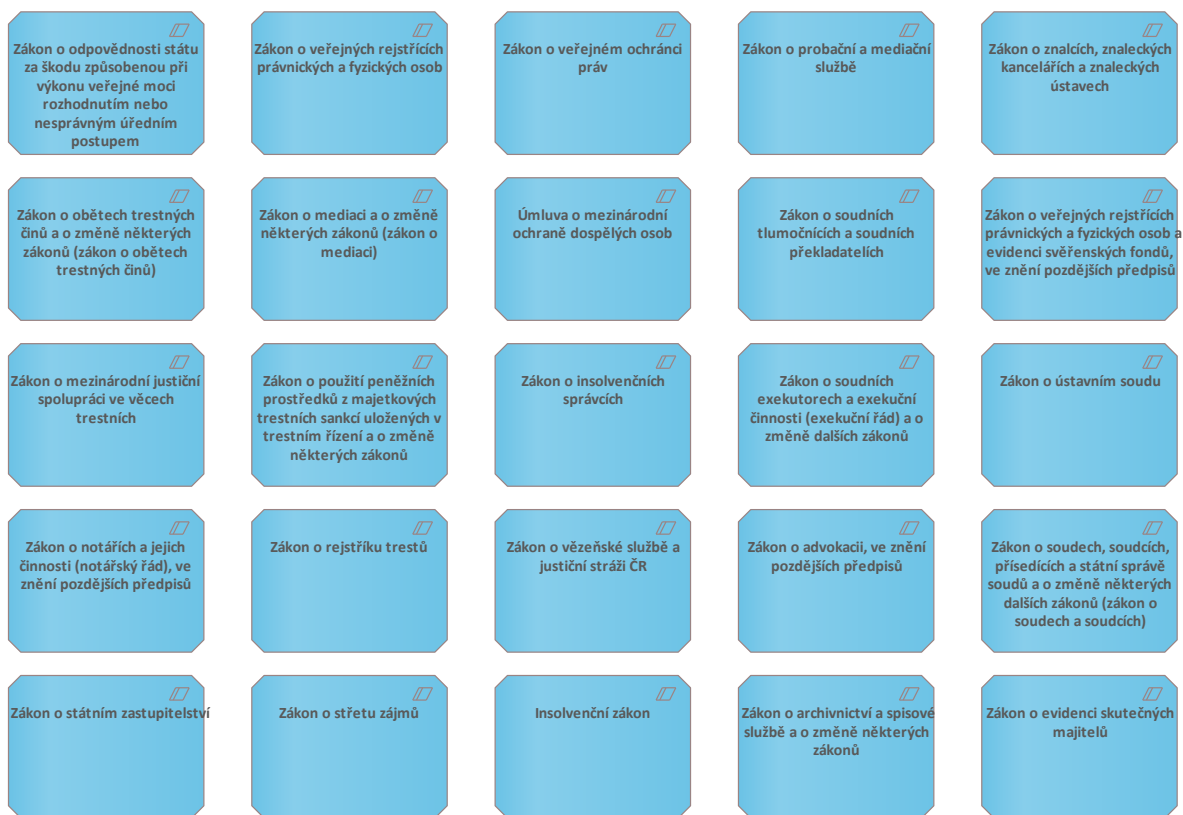 Zákon o odpovědnosti státu
za škodu způsobenou při
výkonu veřejné moci
rozhodnutím nebo
nesprávným úředním
postupem
Zákon o veřejných rejstřících
právnických a fyzických osob
Zákon o veřejném ochránci
práv
Zákon o probační a mediační
službě
Zákon o znalcích, znaleckých
kancelářích a znaleckých
ústavech
Zákon o obětech trestných
činů a o změně některých
zákonů (zákon o obětech
trestných činů)
Zákon o mediaci a o změně
některých zákonů (zákon o
mediaci)
Úmluva o mezinárodní
ochraně dospělých osob
Zákon o soudních
tlumočnících a soudních
překladatelích
Zákon o veřejných rejstřících
právnických a fyzických osob a
evidenci svěřenských fondů,
ve znění pozdějších předpisů
Zákon o mezinárodní justiční
spolupráci ve věcech
trestních
Zákon o použití peněžních
prostředků z majetkových
trestních sankcí uložených v
trestním řízení a o změně
některých zákonů
Zákon o insolvenčních
správcích
Zákon o soudních
exekutorech a exekuční
činnosti (exekuční řád) a o
změně dalších zákonů
Zákon o ústavním soudu
Zákon o notářích a jejich
činnosti (notářský řád), ve
znění pozdějších předpisů
Zákon o rejstříku trestů
Zákon o vězeňské službě a
justiční stráži ČR
Zákon o advokacii, ve znění
pozdějších předpisů
Zákon o soudech, soudcích,
přísedících a státní správě
soudů a o změně některých
dalších zákonů (zákon o
soudech a soudcích)
Zákon o státním zastupitelství
Zákon o střetu zájmů
Insolvenční zákon
Zákon o archivnictví a spisové
službě a o změně některých
zákonů
Zákon o evidenci skutečných
majitelů